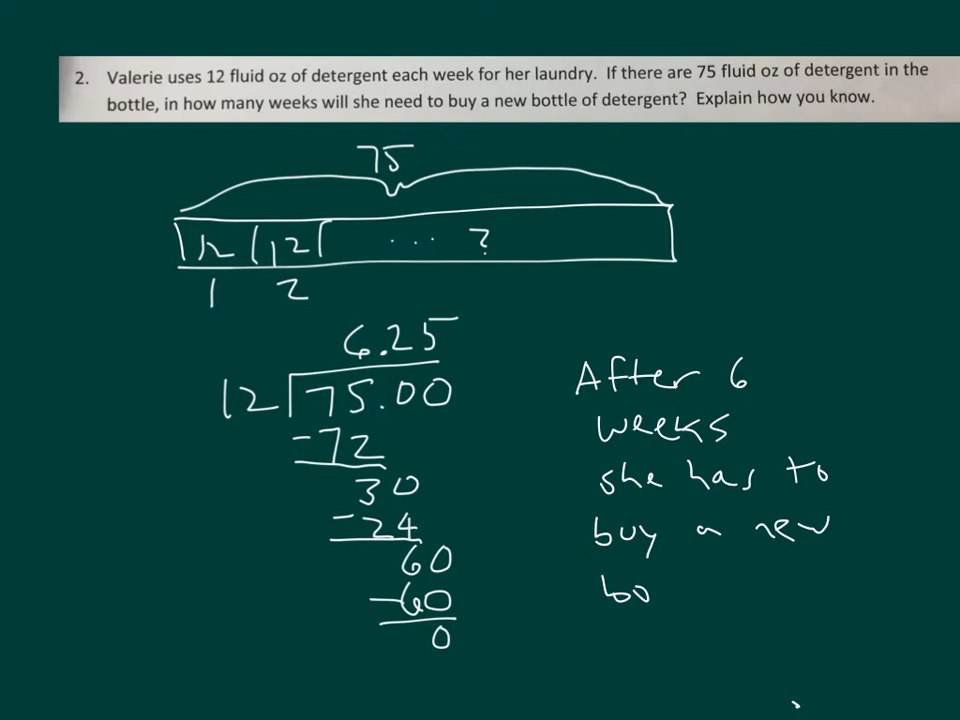 2. Valerie uses 12 fluid oz of detergent each week for her laundry. If there are 75 fluid oz of detergent in the
bottle, in how many weeks will she need to buy a new bottle of detergent? Explain how you know.
75
12 12 ... ?
1 2
6.25
12 75.00
-72
30
-24
60
-60
0
After 6
weeks
she has to
buy a new
bo